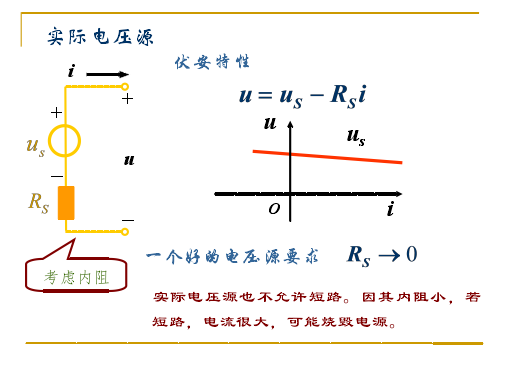 实际电压源
i
伏安特性
+
+
u = uS − RS i
u
us
us
u
−
RS
O
i
−
一个好的电压源要求 RS → 0
考虑内阻
实际电压源也不允许短路。因其内阻小，若
短路，电流很大，可能烧毁电源。